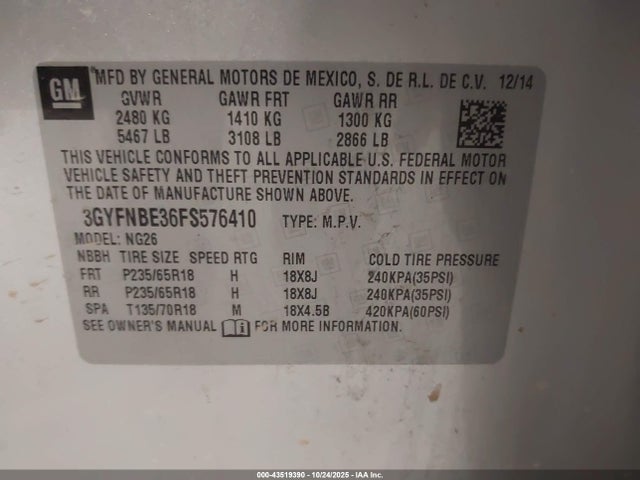 GM
® MFD BY GENERAL MOTORS DE MEXICO, S. DE R.L. DE C.V. 12/14
GVWR GAWR FRT GAWR RR
2480 KG 1410 KG 1300 KG
5467 LB 3108 LB 2866 LB
THIS VEHICLE CONFORMS TO ALL APPLICABLE U.S. FEDERAL MOTOR
VEHICLE SAFETY AND THEFT PREVENTION STANDARDS IN EFFECT ON
THE DATE OF MANUFACTURE SHOWN ABOVE.
3GYFNBE36FS576410 TYPE: M.P.V.
MODEL: NG26
NBBH TIRE SIZE SPEED RTG RIM COLD TIRE PRESSURE
FRT P235/65R18 H 18X8J 240KPA(35PSI)
RR P235/65R18 H 18X8J 240KPA(35PSI)
SPA T135/70R18 M 18X4.5B 420KPA(60PSI)
SEE OWNER'S MANUAL FOR MORE INFORMATION.
000-43519390 - 10/24/2025 - IAA, Inc.